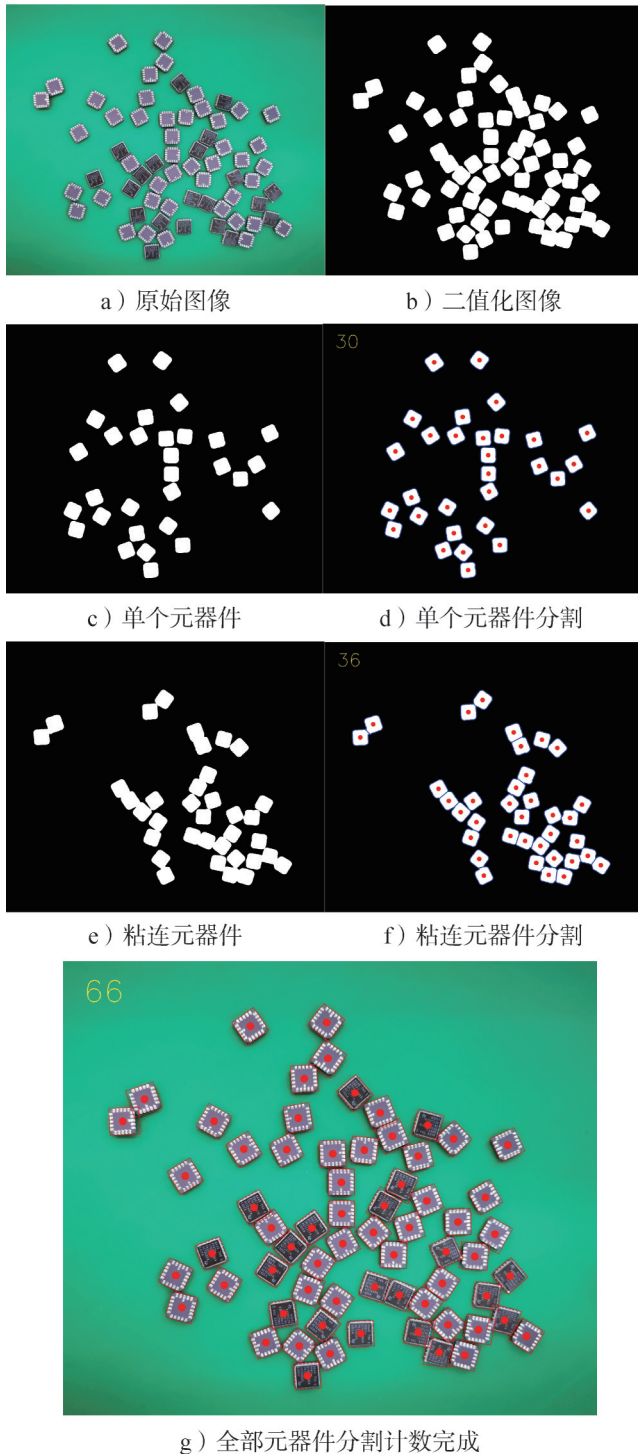 a）原始图像
b）二值化图像
30
c）单个元器件
d）单个元器件分割
36
e）粘连元器件
f）粘连元器件分割
66
g）全部元器件分割计数完成